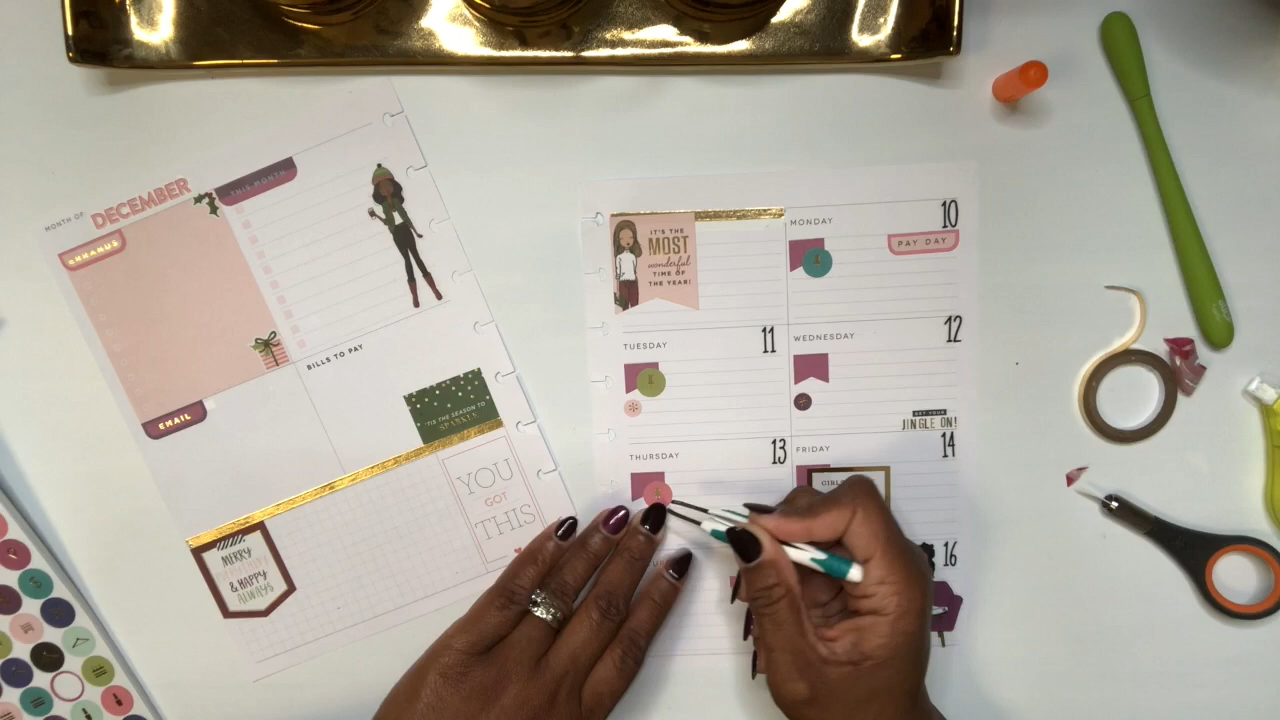 MONTH OF
DECEMBER
THIS MONTH
BILLS TO PAY
EMAIL
'TIS THE SEASON TO
SPARKLE
YOU
GOT
THIS
MERRY
& HAPPY
ALWAYS
IT'S THE
MOST
wonderful
TIME OF
THE YEAR!
MONDAY
10
PAY DAY
TUESDAY
11
WEDNESDAY
12
GET YOUR
JINGLE ON!
THURSDAY
13
FRIDAY
14
16